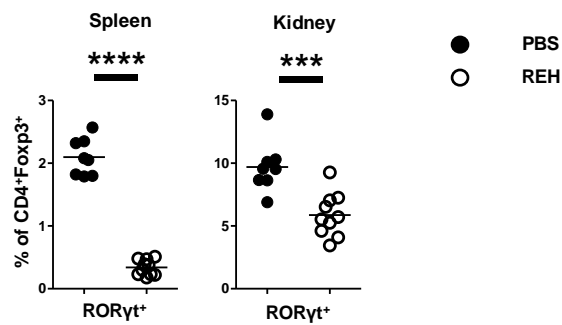 Spleen
Kidney
PBS
REH
****
***
% of CD4⁺Foxp3⁺
3
2
1
0
RORγt⁺
15
10
5
0
RORγt⁺